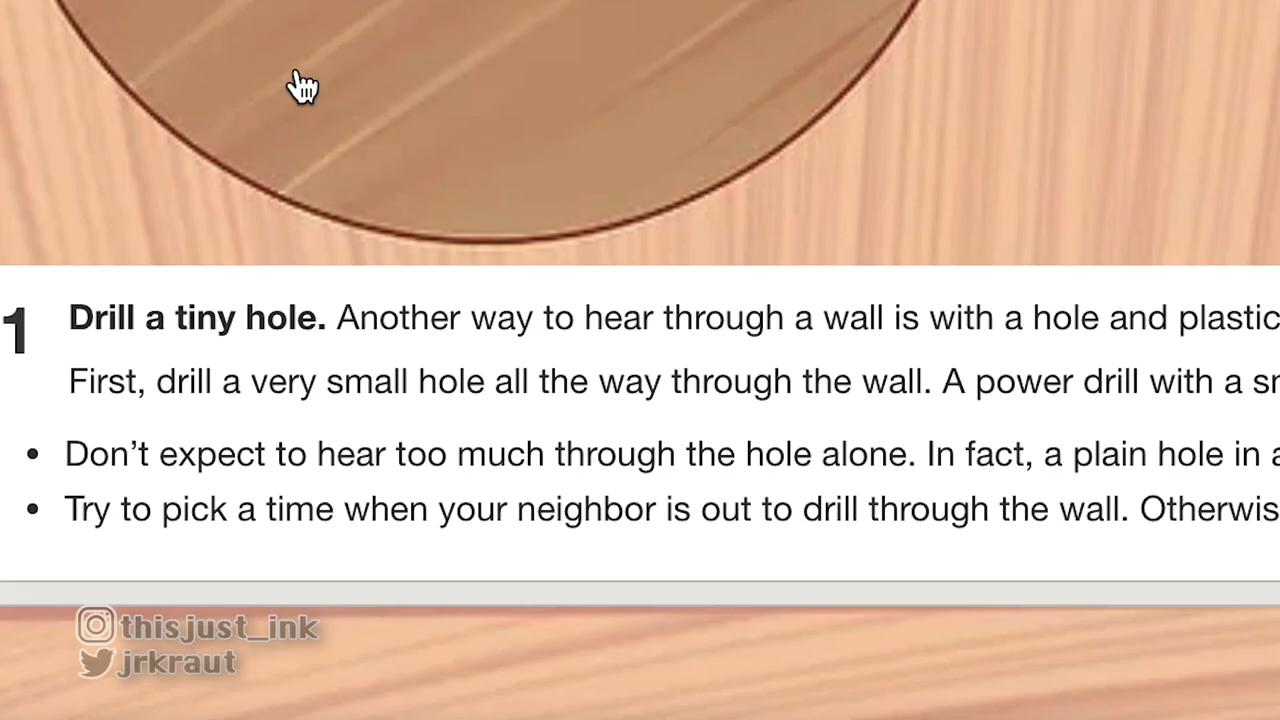 1 Drill a tiny hole. Another way to hear through a wall is with a hole and plastic
First, drill a very small hole all the way through the wall. A power drill with a
• Don’t expect to hear too much through the hole alone. In fact, a plain hole in
• Try to pick a time when your neighbor is out to drill through the wall.
thisjust_ink
jrkraut